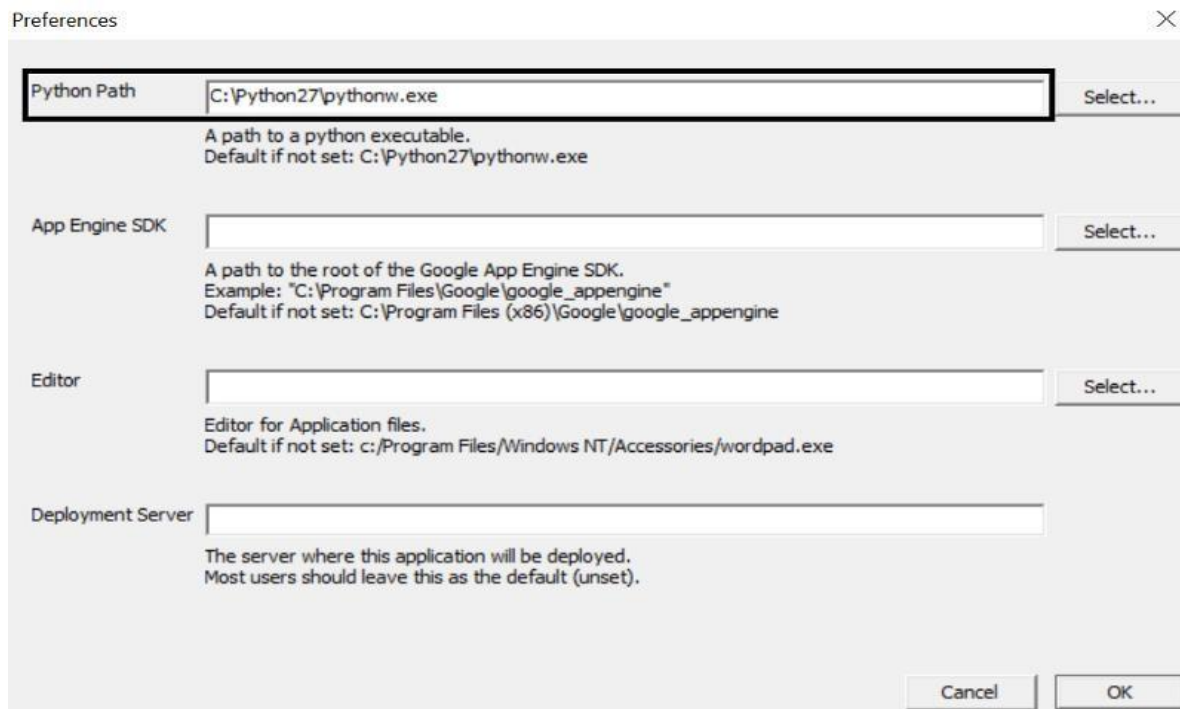 Preferences
Python Path
C:\Python27\pythonw.exe
Select...
A path to a python executable.
Default if not set: C:\Python27\pythonw.exe
App Engine SDK
Select...
A path to the root of the Google App Engine SDK.
Example: "C:\Program Files\Google\google_appengine"
Default if not set: C:\Program Files (x86)\Google\google_appengine
Editor
Select...
Editor for Application files.
Default if not set: c:/Program Files/Windows NT/Accessories/wordpad.exe
Deployment Server
The server where this application will be deployed.
Most users should leave this as the default (unset).
Cancel
OK